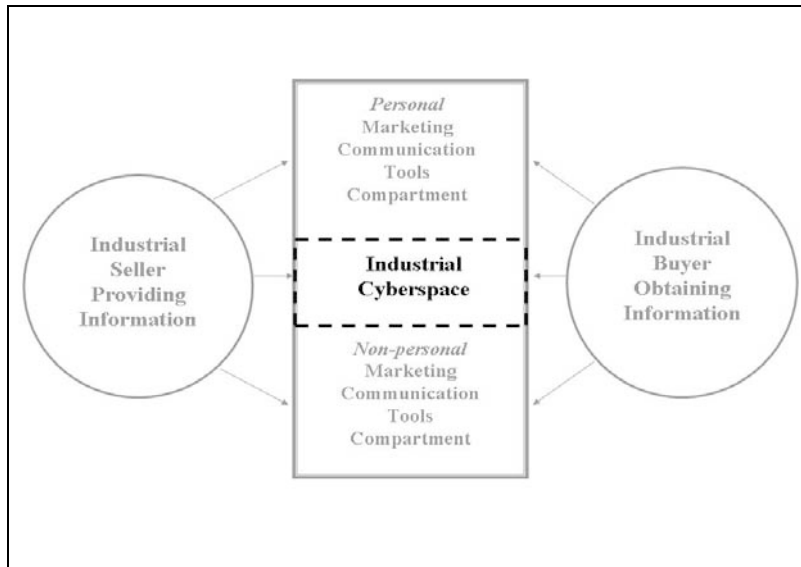 Personal
Marketing
Communication
Tools
Compartment
Industrial
Seller
Providing
Information
Industrial
Cyberspace
Industrial
Buyer
Obtaining
Information
Non-personal
Marketing
Communication
Tools
Compartment